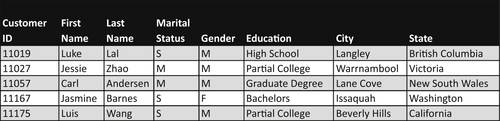 Customer ID First Name Last Name Marital Status Gender Education City State
11019 Luke Lal S M High School Langley British Columbia
11027 Jessie Zhao M M Partial College Warrnambool Victoria
11057 Carl Andersen M M Graduate Degree Lane Cove New South Wales
11167 Jasmine Barnes S F Bachelors Issaquah Washington
11175 Luis Wang S M Partial College Beverly Hills California